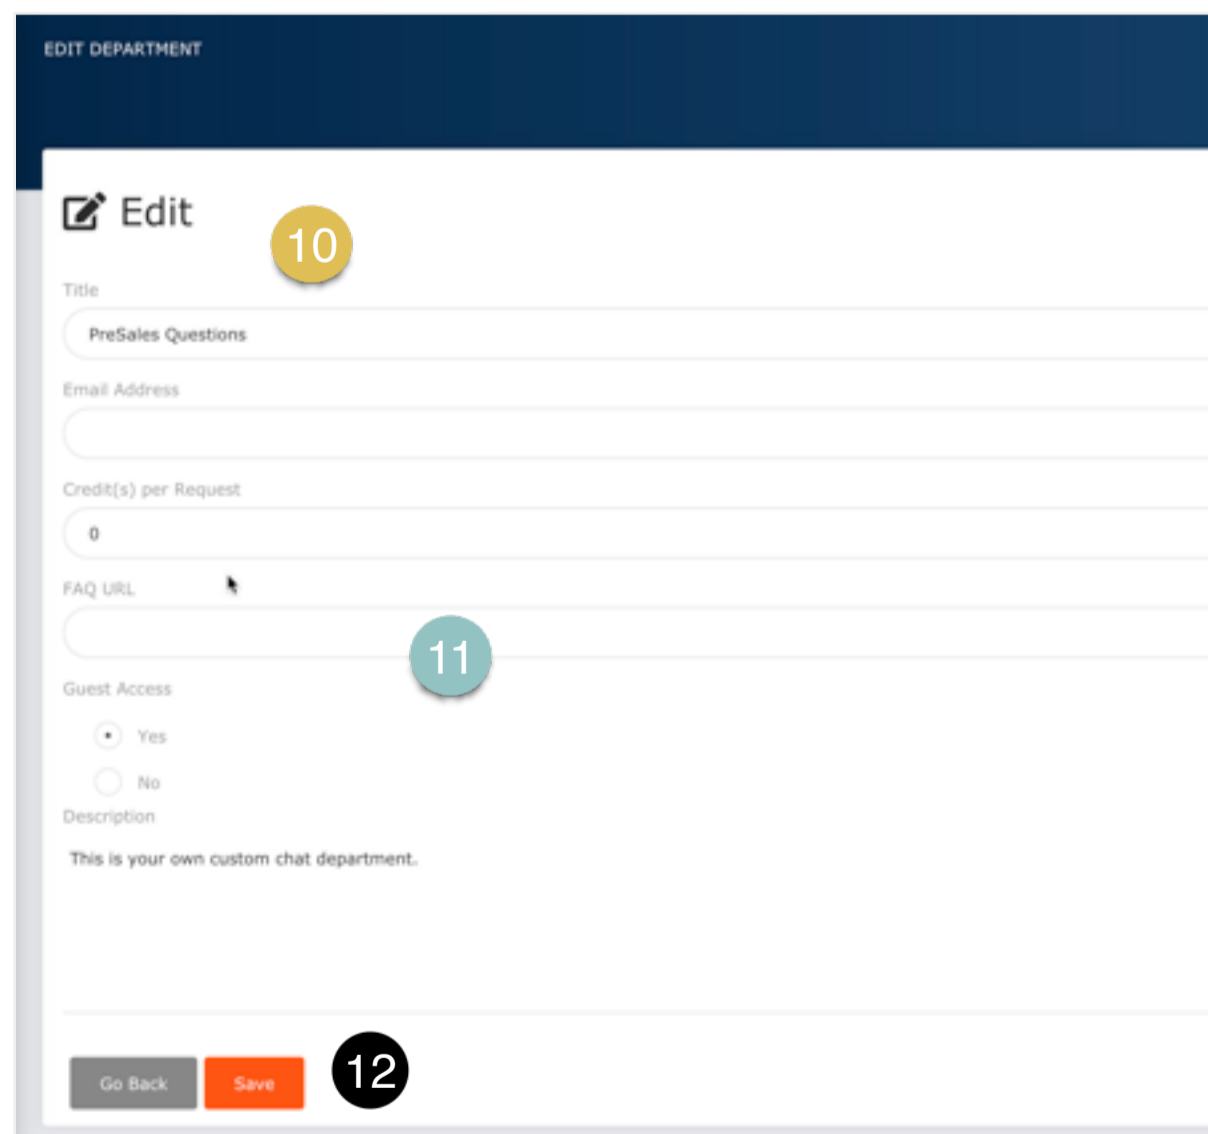 EDIT DEPARTMENT
Edit
10
Title
PreSales Questions
Email Address
Credit(s) per Request
0
FAQ URL
11
Guest Access
Yes
No
Description
This is your own custom chat department.
Go Back Save 12